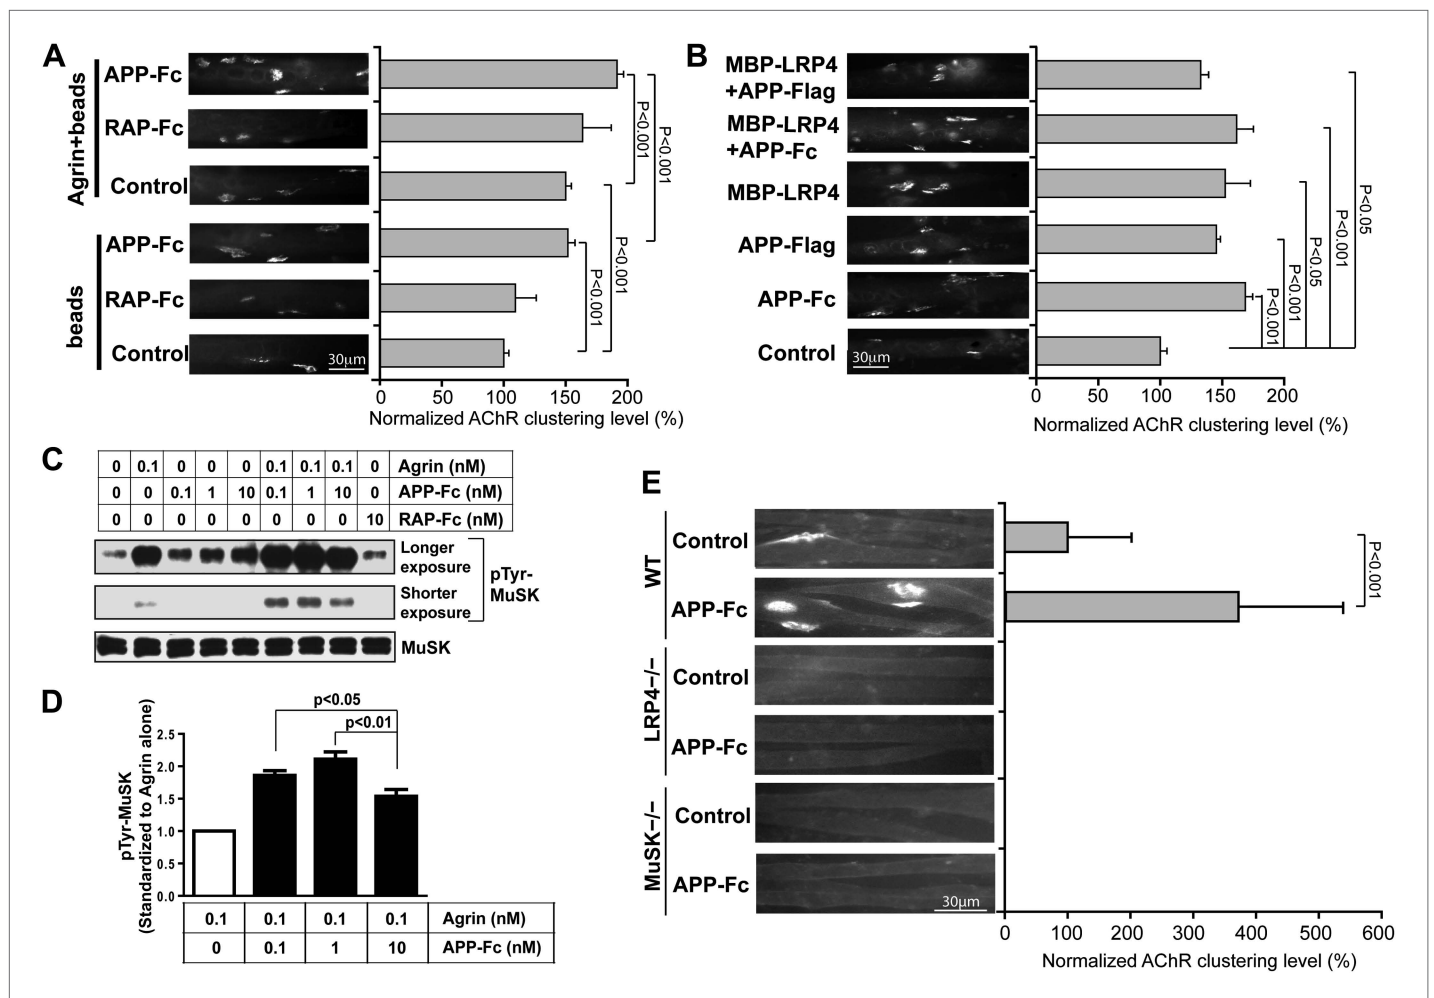 A
Agrin+beads
APP-Fc
RAP-Fc
Control
beads
APP-Fc
RAP-Fc
Control
30μm
P<0.001
P<0.001
P<0.001
P<0.001
0 50 100 150 200
Normalized AChR clustering level (%)
B
MBP-LRP4
+APP-Flag
MBP-LRP4
+APP-Fc
MBP-LRP4
APP-Flag
APP-Fc
Control
30μm
P<0.001
P<0.001
P<0.05
P<0.001
P<0.05
0 50 100 150 200
Normalized AChR clustering level (%)
C
0 0.1 0 0 0 0.1 0.1 0.1 0 Agrin (nM)
0 0 0.1 1 10 0.1 1 10 0 APP-Fc (nM)
0 0 0 0 0 0 0 0 10 RAP-Fc (nM)
Longer
exposure
Shorter
exposure
pTyr-
MuSK
MuSK
D
p<0.05
p<0.01
pTyr-MuSK
(Standardized to Agrin alone)
2.5
2.0
1.5
1.0
0.5
0.0
0.1 0.1 0.1 0.1 Agrin (nM)
0 0.1 1 10 APP-Fc (nM)
E
WT
Control
APP-Fc
LRP4−/−
Control
APP-Fc
MuSK−/−
Control
APP-Fc
30μm
P<0.001
0 100 200 300 400 500 600
Normalized AChR clustering level (%)